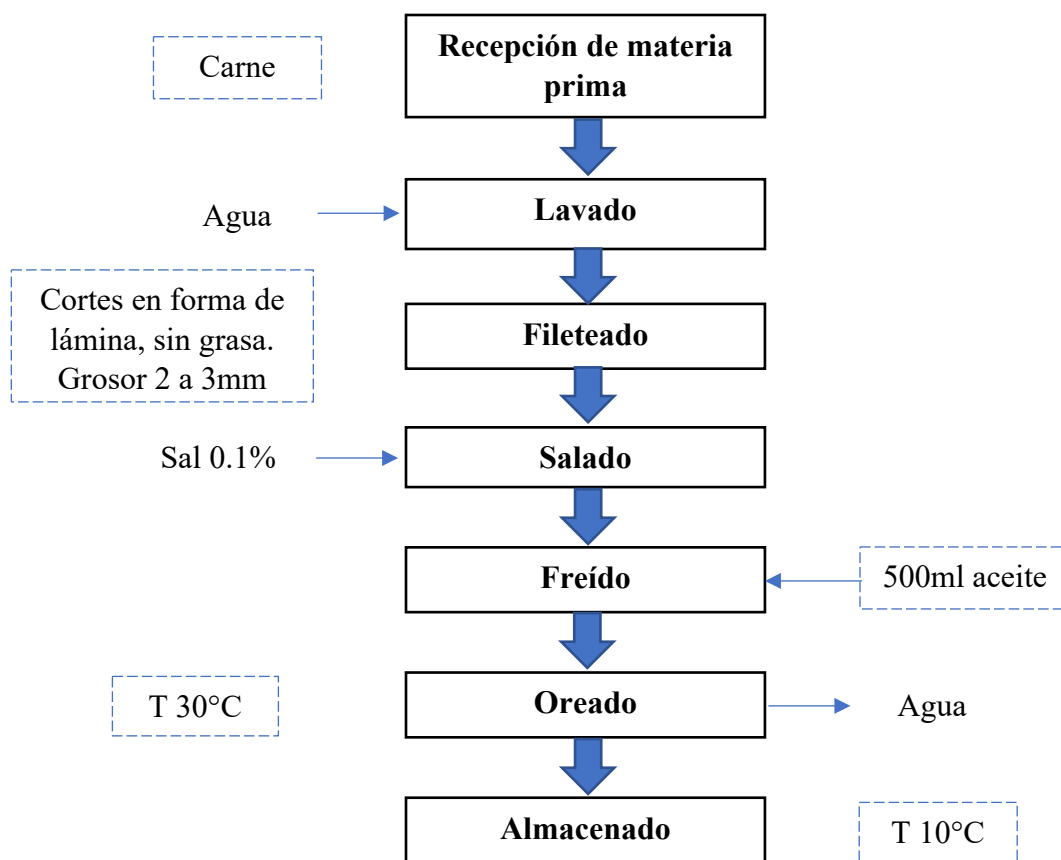 Carne
Recepción de materia
prima
Agua
Lavado
Cortes en forma de
lámina, sin grasa.
Grosor 2 a 3mm
Fileteado
Sal 0.1%
Salado
Freído
500ml aceite
T 30°C
Oreado
Agua
Almacenado
T 10°C